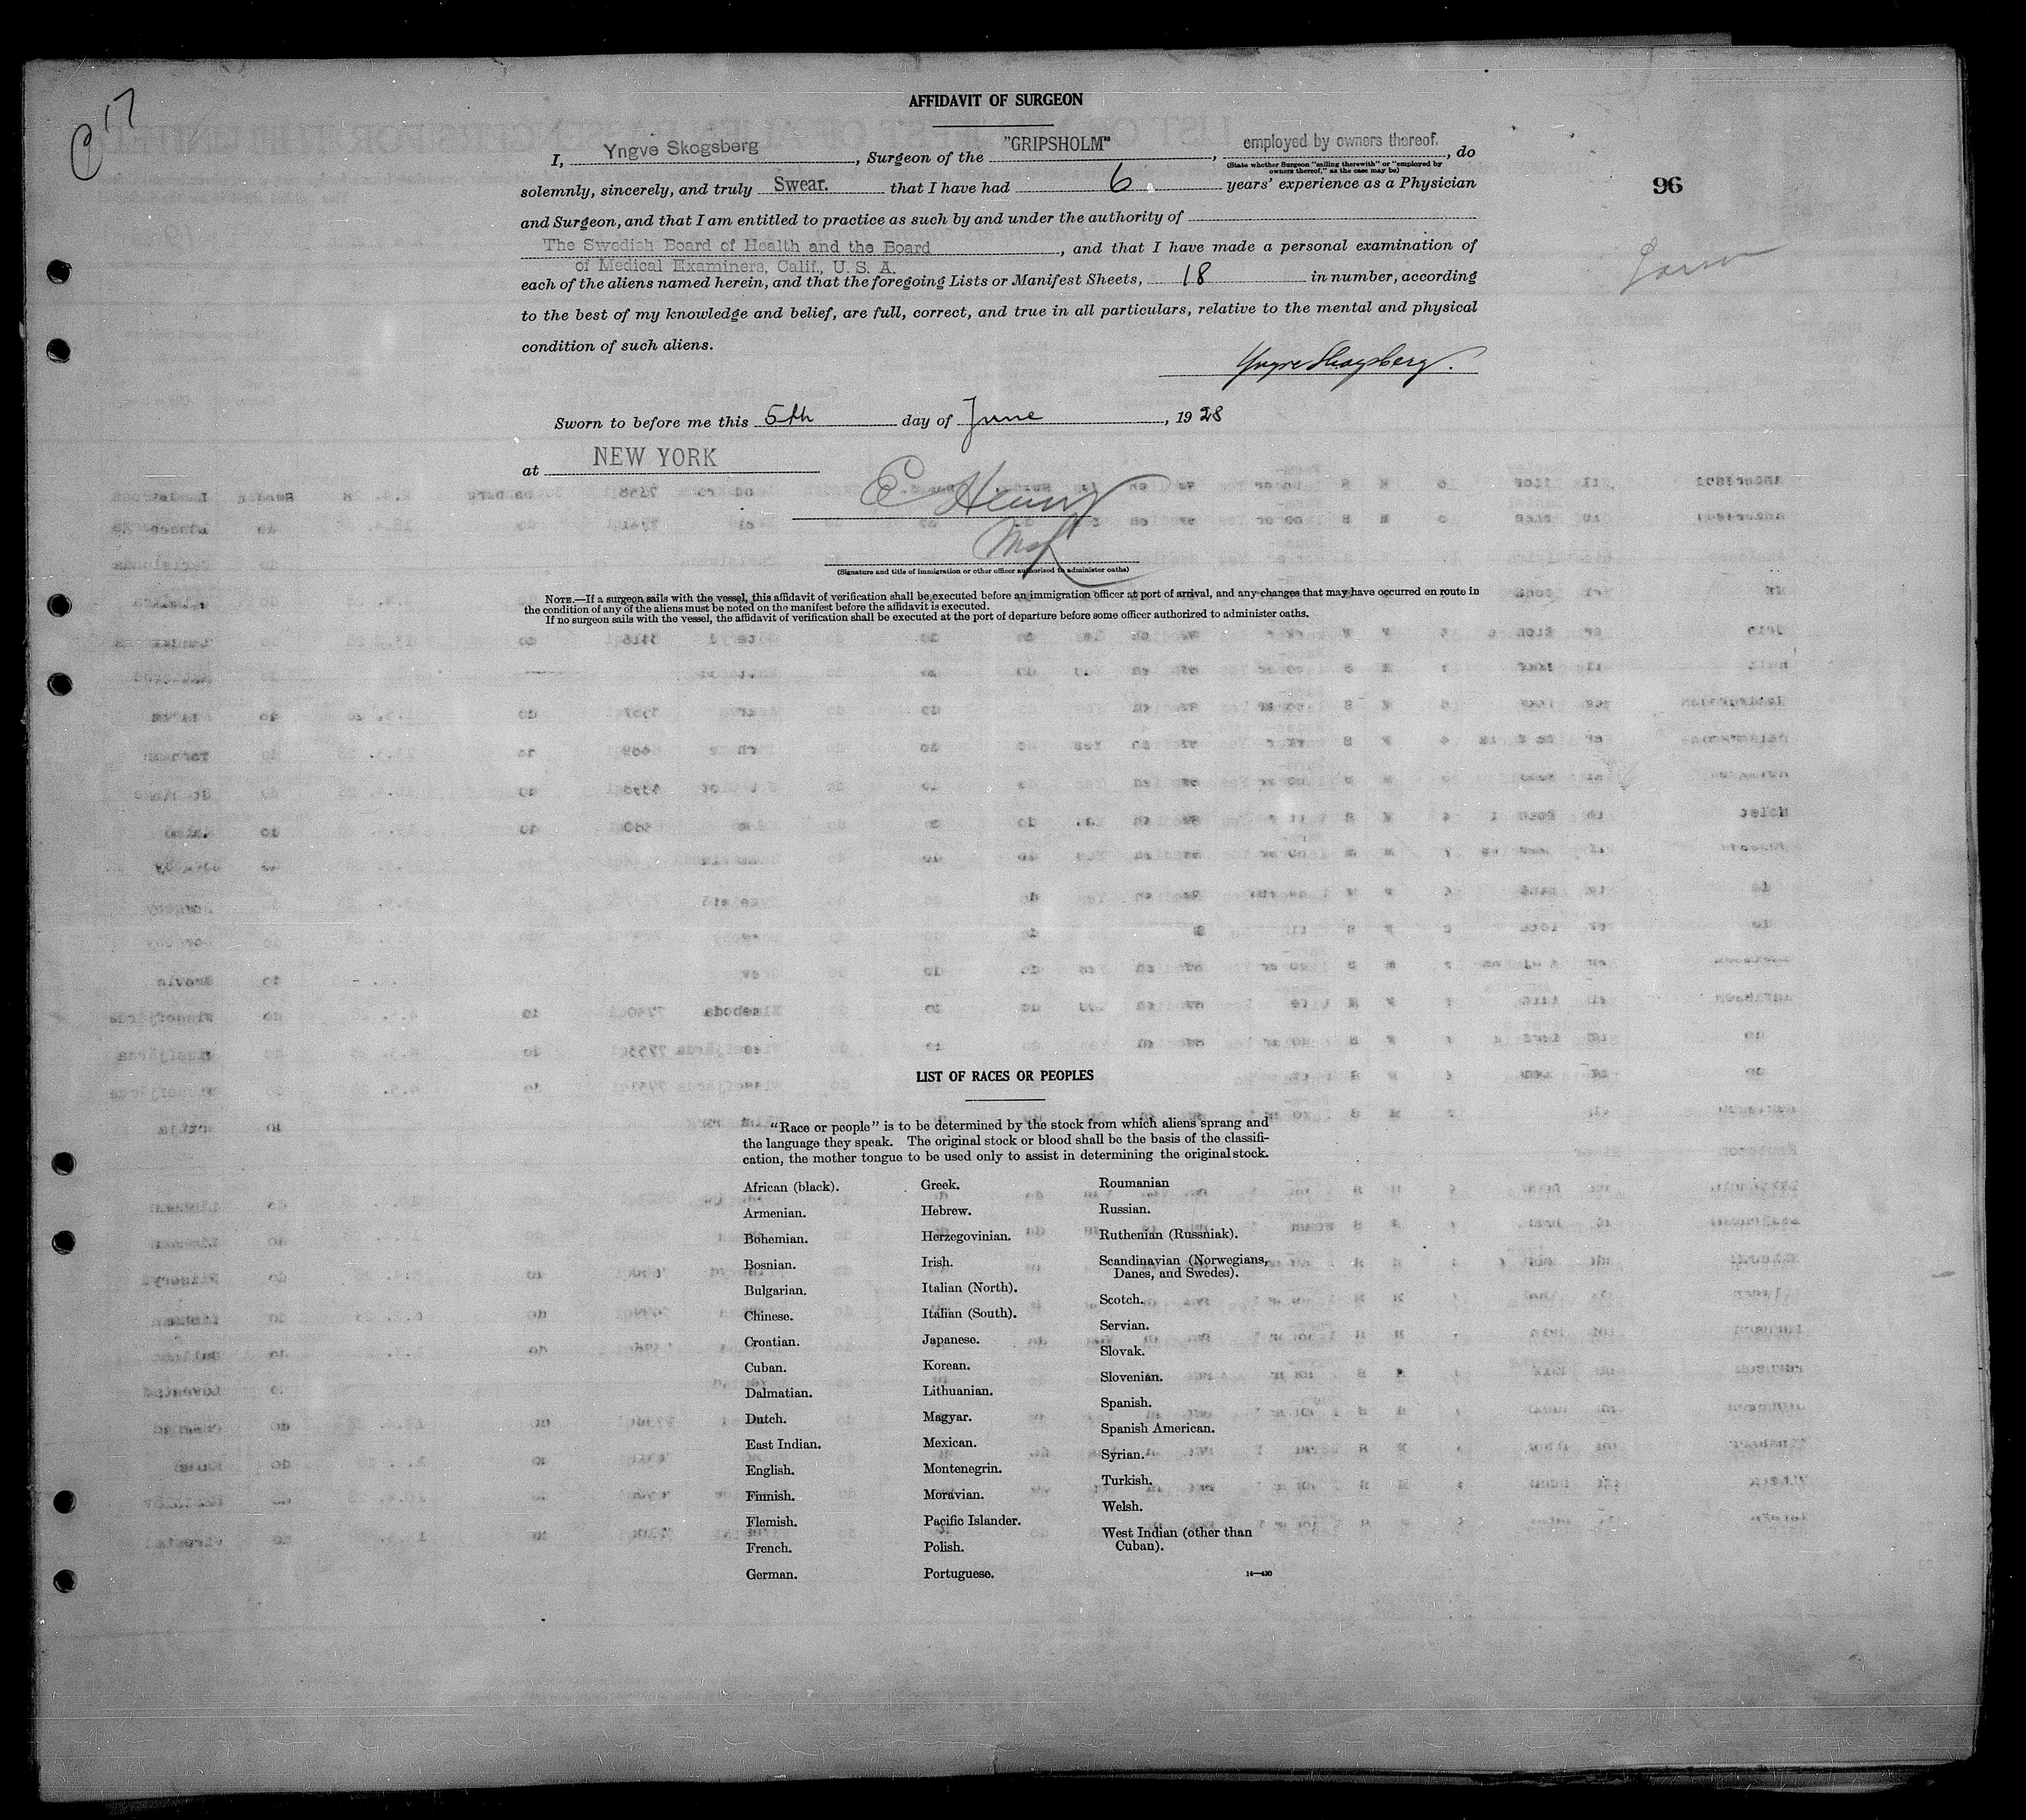 17
AFFIDAVIT OF SURGEON
I, Yngve Skogsberg, Surgeon of the "GRIPSHOLM", employed by owners thereof., do
(State whether Surgeon "sailing therewith" or "employed by
owners thereof," as the case may be)
solemnly, sincerely, and truly Swear. that I have had 6 years' experience as a Physician
96
and Surgeon, and that I am entitled to practice as such by and under the authority of
The Swedish Board of Health and the Board, and that I have made a personal examination of
of Medical Examiners, Calif., U. S. A.
each of the aliens named herein, and that the foregoing Lists or Manifest Sheets, 18 in number, according
to the best of my knowledge and belief, are full, correct, and true in all particulars, relative to the mental and physical
condition of such aliens.
Yngve Skogsberg.
Sworn to before me this 5th day of June, 1928
at NEW YORK
C Henry
(Signature and title of immigration or other officer authorized to administer oaths)
NOTE.—If a surgeon sails with the vessel, this affidavit of verification shall be executed before an immigration officer at port of arrival, and any changes that may have occurred en route in
the condition of any of the aliens must be noted on the manifest before the affidavit is executed.
If no surgeon sails with the vessel, the affidavit of verification shall be executed at the port of departure before some officer authorized to administer oaths.
LIST OF RACES OR PEOPLES
"Race or people" is to be determined by the stock from which aliens sprang and
the language they speak. The original stock or blood shall be the basis of the classifi-
cation, the mother tongue to be used only to assist in determining the original stock.
African (black).
Armenian.
Bohemian.
Bosnian.
Bulgarian.
Chinese.
Croatian.
Cuban.
Dalmatian.
Dutch.
East Indian.
English.
Finnish.
Flemish.
French.
German.
Greek.
Hebrew.
Herzegovinian.
Irish.
Italian (North).
Italian (South).
Japanese.
Korean.
Lithuanian.
Magyar.
Mexican.
Montenegrin.
Moravian.
Pacific Islander.
Polish.
Portuguese.
Roumanian
Russian.
Ruthenian (Russniak).
Scandinavian (Norwegians,
Danes, and Swedes).
Scotch.
Servian.
Slovak.
Slovenian.
Spanish.
Spanish American.
Syrian.
Turkish.
Welsh.
West Indian (other than
Cuban).
14—430